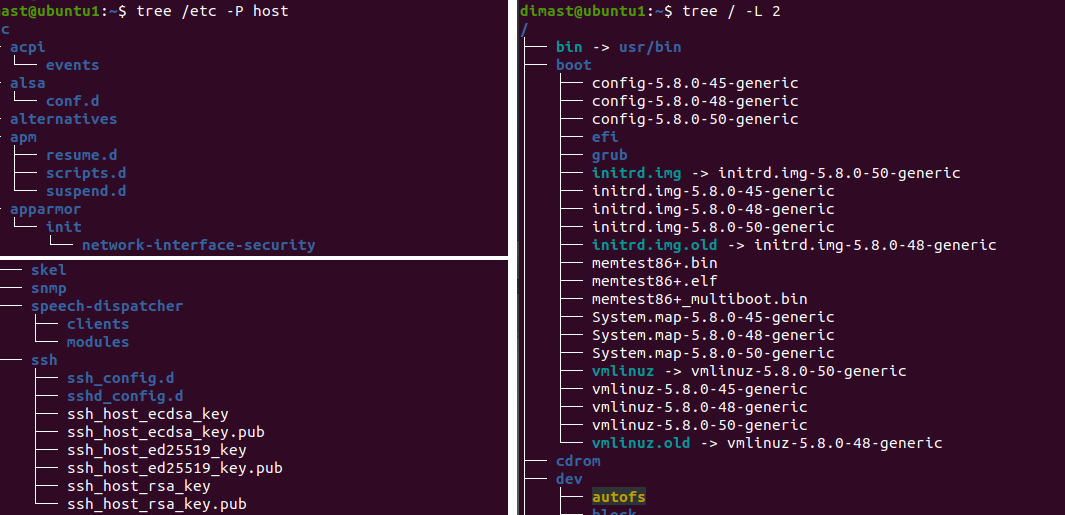 mast@ubuntu1:~$ tree /etc -P host
c
acpi
events
alsa
conf.d
alternatives
apm
resume.d
scripts.d
suspend.d
apparmor
init
network-interface-security
skel
snmp
speech-dispatcher
clients
modules
ssh
ssh_config.d
sshd_config.d
ssh_host_ecdsa_key
ssh_host_ecdsa_key.pub
ssh_host_ed25519_key
ssh_host_ed25519_key.pub
ssh_host_rsa_key
ssh_host_rsa_key.pub
dimast@ubuntu1:~$ tree / -L 2
/
bin -> usr/bin
boot
config-5.8.0-45-generic
config-5.8.0-48-generic
config-5.8.0-50-generic
efi
grub
initrd.img -> initrd.img-5.8.0-50-generic
initrd.img-5.8.0-45-generic
initrd.img-5.8.0-48-generic
initrd.img-5.8.0-50-generic
initrd.img.old -> initrd.img-5.8.0-48-generic
memtest86+.bin
memtest86+.elf
memtest86+_multiboot.bin
System.map-5.8.0-45-generic
System.map-5.8.0-48-generic
System.map-5.8.0-50-generic
vmlinuz -> vmlinuz-5.8.0-50-generic
vmlinuz-5.8.0-45-generic
vmlinuz-5.8.0-48-generic
vmlinuz-5.8.0-50-generic
vmlinuz.old -> vmlinuz-5.8.0-48-generic
cdrom
dev
autofs
block